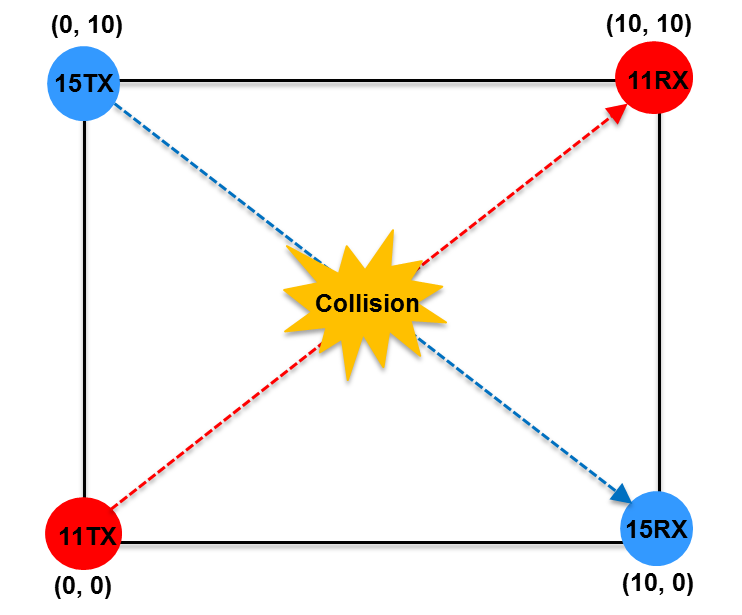 (0, 10)
(10, 10)
15TX
11RX
Collision
11TX
15RX
(0, 0)
(10, 0)